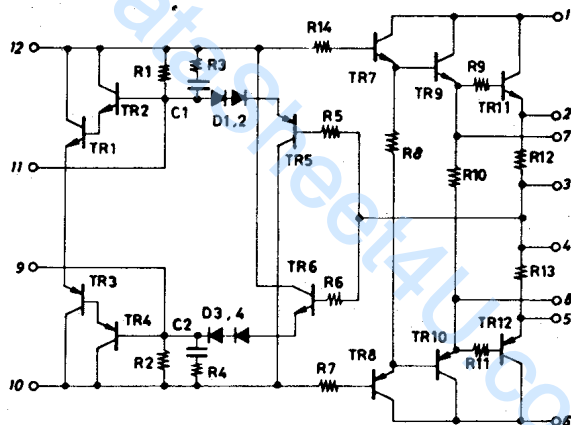 12
R14
1
TR7
R1
R3
TR9
R9
TR11
TR2
C1
D1,2
R5
2
TR1
TR5
7
R8
R12
R10
3
11
4
9
TR6
R13
TR3
R6
8
TR4
C2
D3,4
5
TR12
TR10
R2
R4
R7
TR8
R11
10
6
DataSheet4U.co